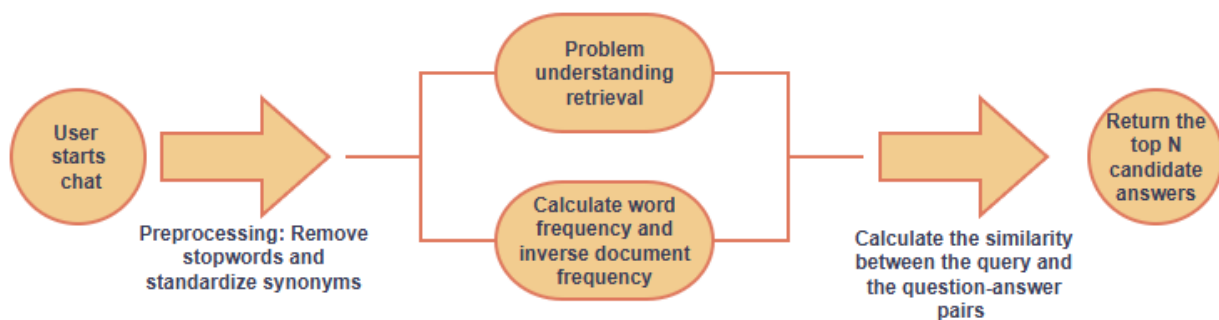 User
starts
chat
Preprocessing: Remove
stopwords and
standardize synonyms
Problem
understanding
retrieval
Calculate word
frequency and
inverse document
frequency
Calculate the similarity
between the query and
the question-answer
pairs
Return the
top N
candidate
answers